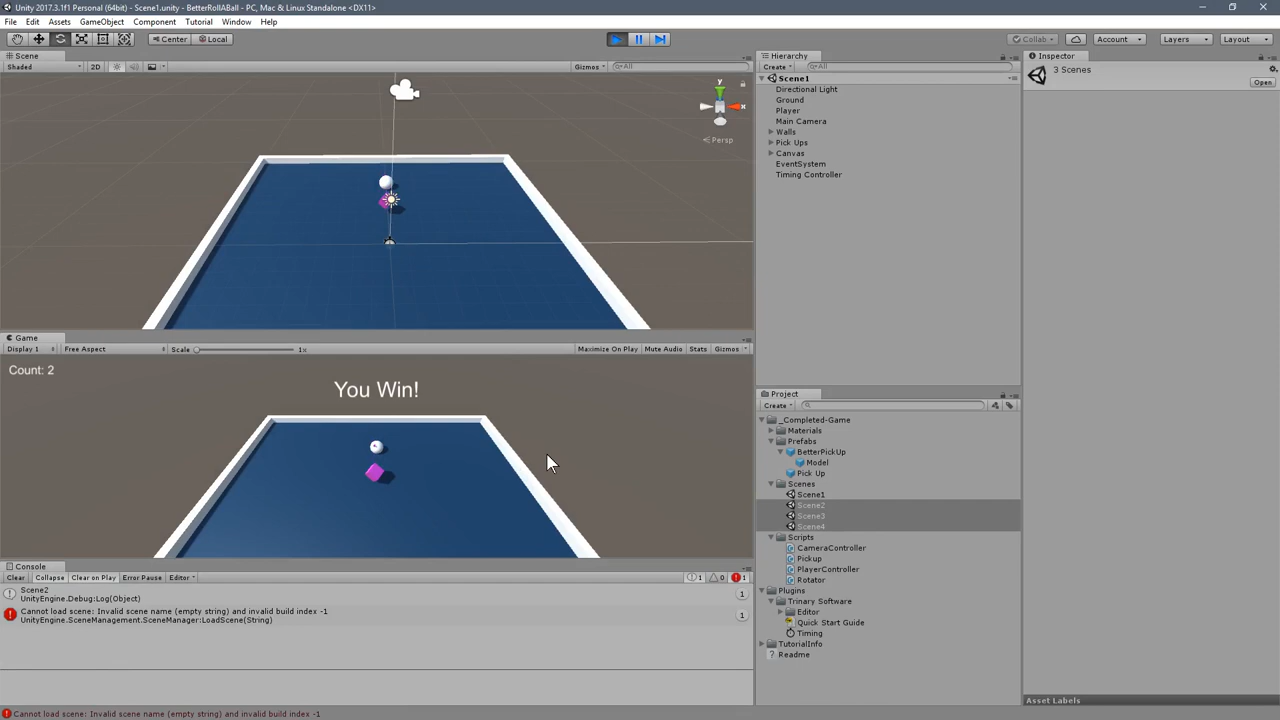 Unity 2017.3.1f1 Personal (64bit) - Scene1.unity - BetterRollABall - PC, Mac & Linux Standalone <DX11>
File Edit Assets GameObject Component Tutorial Window Help
Center Local Collab Account Layers Layout
Scene
Shaded 2D Gizmos All
y
x
Persp
Game
Display 1 Free Aspect Scale 1x Maximize On Play Mute Audio Stats Gizmos
Count: 2
You Win!
Console
Clear Collapse Clear on Play Error Pause Editor 1 0 1
Scene2
UnityEngine.Debug:Log(Object)
1
Cannot load scene: Invalid scene name (empty string) and invalid build index -1
UnityEngine.SceneManagement.SceneManager:LoadScene(String)
1
Cannot load scene: Invalid scene name (empty string) and invalid build index -1
Hierarchy
Create All
Scene1
Directional Light
Ground
Player
Main Camera
Walls
Pick Ups
Canvas
EventSystem
Timing Controller
Project
Create
_Completed-Game
Materials
Prefabs
BetterPickUp
Model
Pick Up
Scenes
Scene1
Scene2
Scene3
Scene4
Scripts
CameraController
Pickup
PlayerController
Rotator
Plugins
Trinary Software
Editor
Quick Start Guide
Timing
TutorialInfo
Readme
Inspector
3 Scenes
Open
Asset Labels